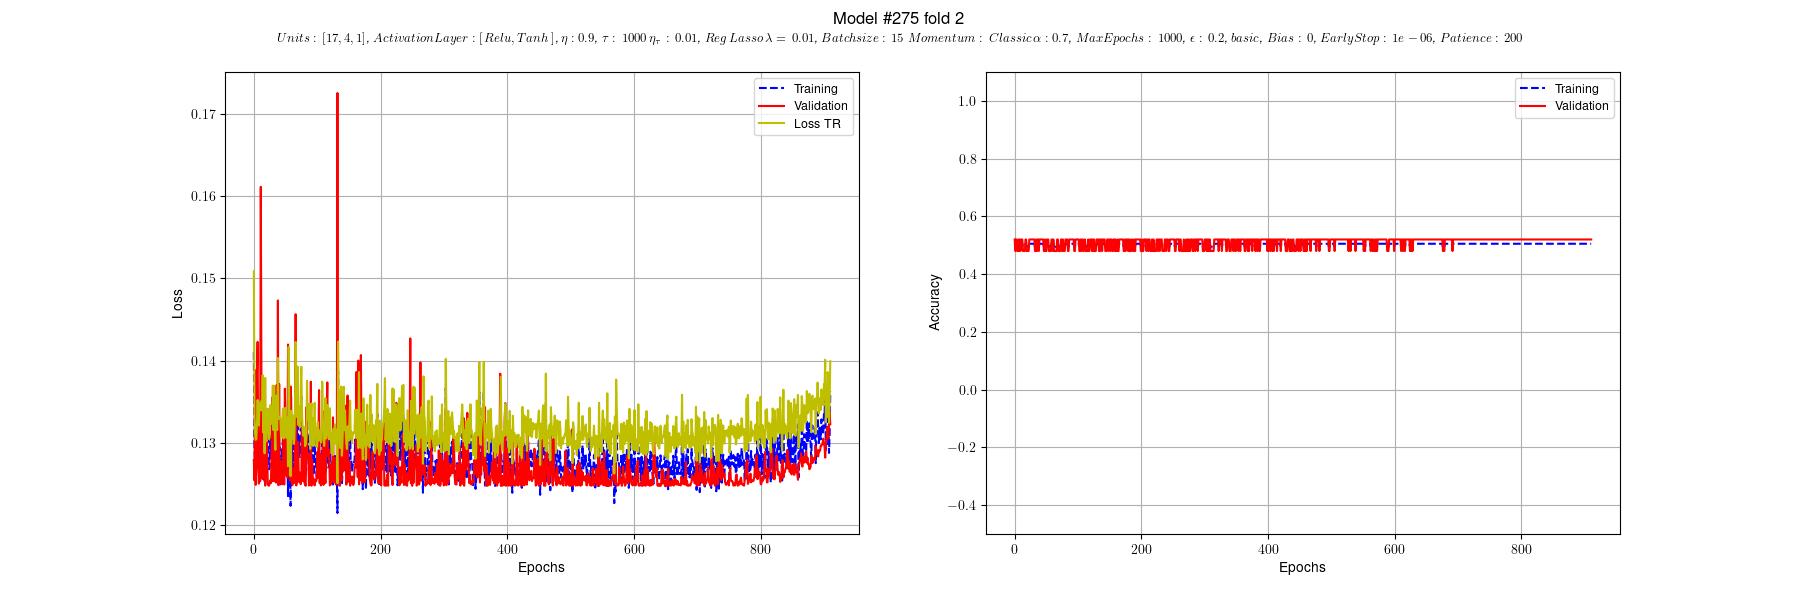 Model #275 fold 2
Units : [17, 4, 1], ActivationLayer : [Relu, Tanh], η : 0.9, τ : 1000 ητ : 0.01, Reg Lasso λ = 0.01, Batchsize : 15 Momentum : Classic α : 0.7, MaxEpochs : 1000, ϵ : 0.2, basic, Bias : 0, EarlyStop : 1e − 06, Patience : 200
Training
Validation
Loss TR
0.17
0.16
0.15
0.14
0.13
0.12
Loss
0 200 400 600 800
Epochs
Training
Validation
1.0
0.8
0.6
0.4
0.2
0.0
−0.2
−0.4
Accuracy
0 200 400 600 800
Epochs